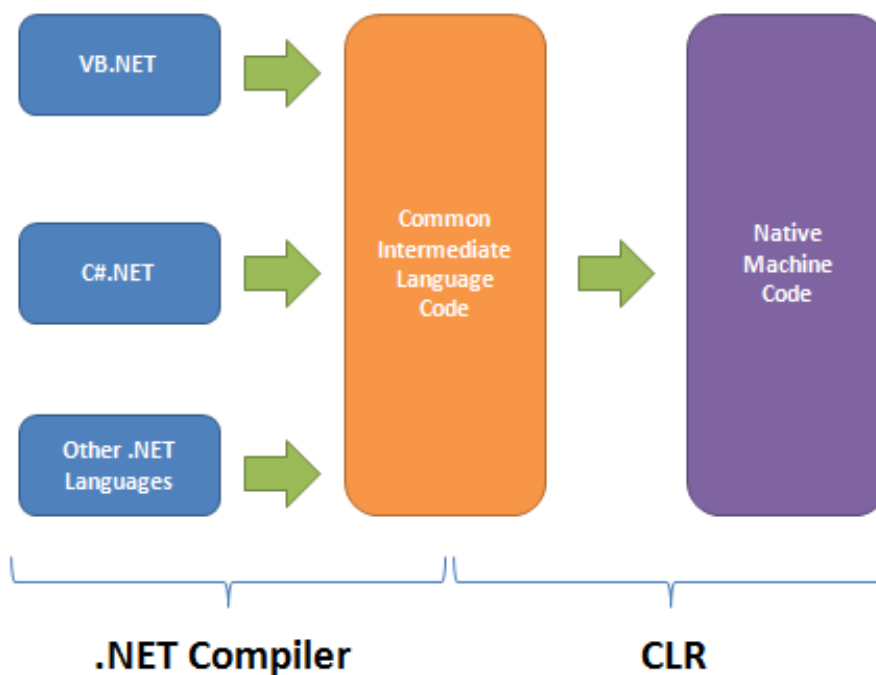 VB.NET
C#.NET
Other .NET
Languages
Common
Intermediate
Language
Code
Native
Machine
Code
.NET Compiler
CLR